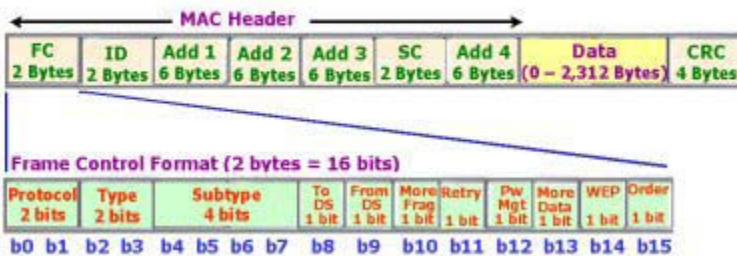 MAC Header
FC ID Add 1 Add 2 Add 3 SC Add 4 Data CRC
2 Bytes 2 Bytes 6 Bytes 6 Bytes 6 Bytes 2 Bytes 6 Bytes (0 – 2,312 Bytes) 4 Bytes
Frame Control Format (2 bytes = 16 bits)
Protocol 2 bits
Type 2 bits
Subtype 4 bits
To DS 1 bit
From DS 1 bit
More Frag 1 bit
Retry 1 bit
Pw Mgt 1 bit
More Data 1 bit
WEP 1 bit
Order 1 bit
b0 b1 b2 b3 b4 b5 b6 b7 b8 b9 b10 b11 b12 b13 b14 b15